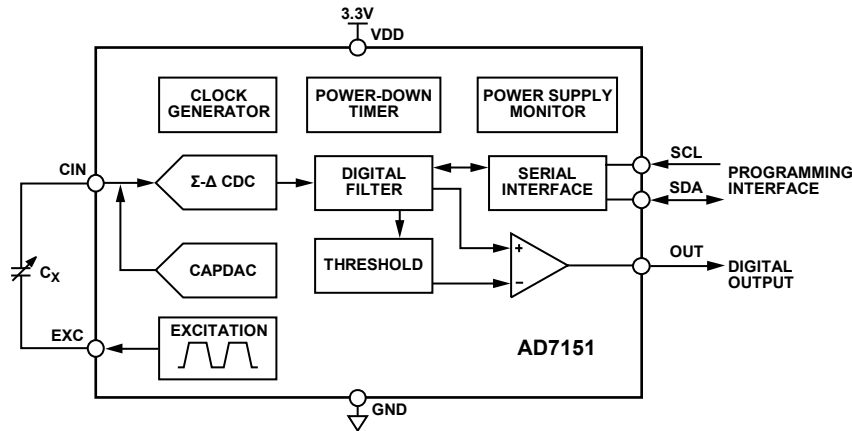 3.3V
VDD
CLOCK
GENERATOR
POWER-DOWN
TIMER
POWER SUPPLY
MONITOR
CIN
Σ-Δ CDC
DIGITAL
FILTER
SERIAL
INTERFACE
SCL
SDA
PROGRAMMING
INTERFACE
CX
CAPDAC
THRESHOLD
+
−
OUT
DIGITAL
OUTPUT
EXC
EXCITATION
AD7151
GND